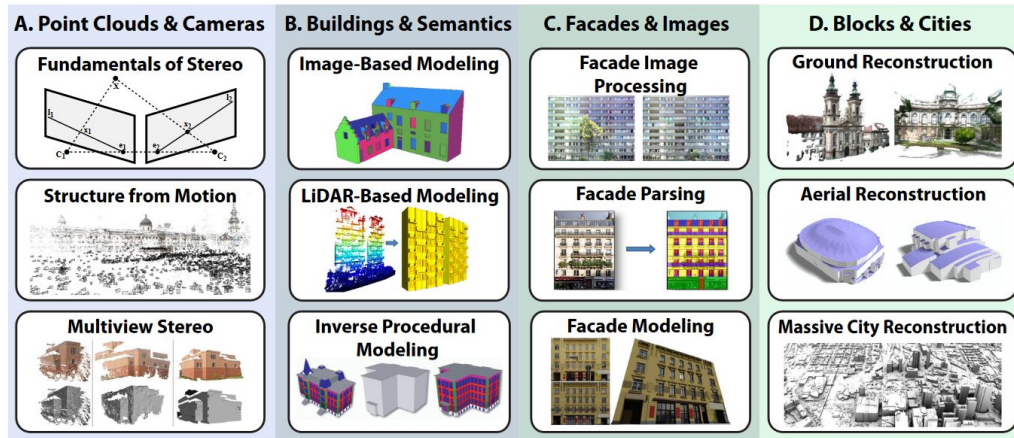 A. Point Clouds & Cameras
Fundamentals of Stereo
X
l₁
x₁
e₁
C₁
l₂
x₂
e₂
C₂
Structure from Motion
Multiview Stereo
B. Buildings & Semantics
Image-Based Modeling
LiDAR-Based Modeling
Inverse Procedural
Modeling
C. Facades & Images
Facade Image
Processing
Facade Parsing
Facade Modeling
D. Blocks & Cities
Ground Reconstruction
Aerial Reconstruction
Massive City Reconstruction